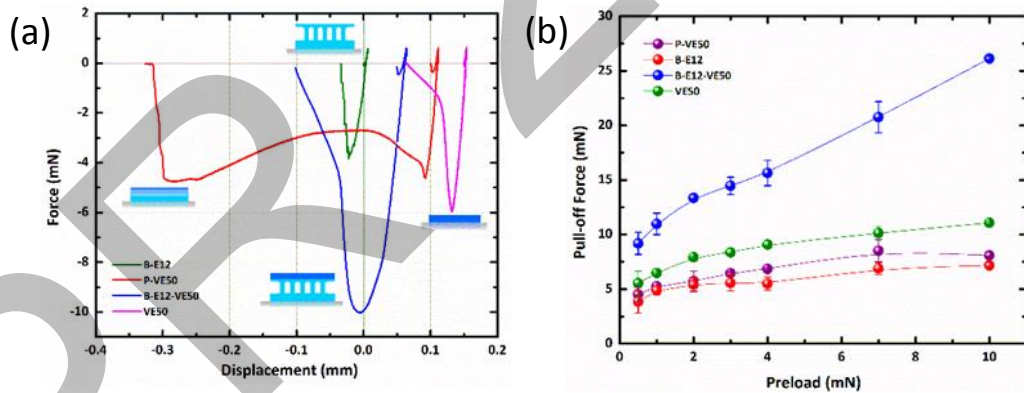 (a)
0
-2
-4
-6
-8
-10
Force (mN)
B-E12
P-VE50
B-E12-VE50
VE50
-0.4
-0.3
-0.2
-0.1
0.0
0.1
0.2
Displacement (mm)
(b)
30
25
20
15
10
5
0
Pull-off Force (mN)
P-VE50
B-E12
B-E12-VE50
VE50
0
2
4
6
8
10
Preload (mN)